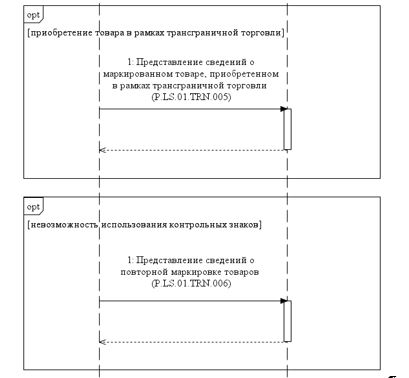 opt
[приобретение товара в рамках трансграничной торговли]
1: Представление сведений о
маркированном товаре, приобретенном
в рамках трансграничной торговли
(P.LS.01.TRN.005)
opt
[невозможность использования контрольных знаков]
1: Представление сведений о
повторной маркировке товаров
(P.LS.01.TRN.006)